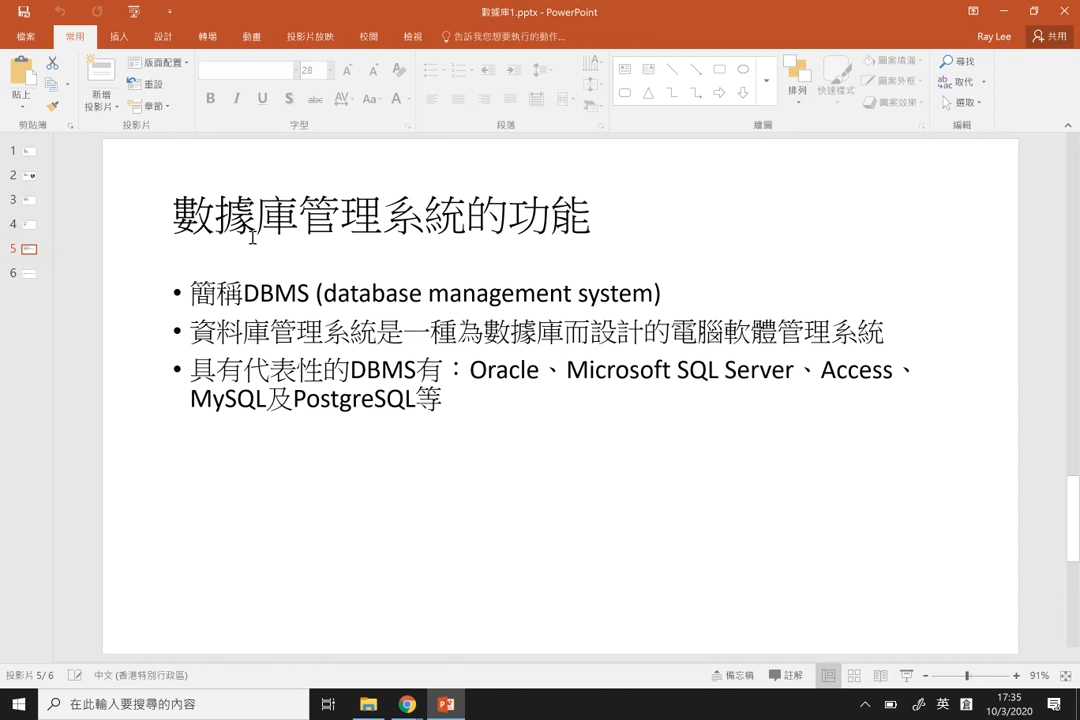 數據庫1.pptx - PowerPoint
檔案 常用 插入 設計 轉場 動畫 投影片放映 校閱 檢視 告訴我您想要執行的動作... Ray Lee 共用
貼上 新增 投影片 版面配置 重設 章節 28 B I U S abc AV Aa A 排列 快速樣式 圖案填滿 圖案外框 圖案效果 尋找 取代 選取
剪貼簿 投影片 字型 段落 繪圖 編輯
1
2
3
4
5
6
數據庫管理系統的功能
• 簡稱DBMS (database management system)
• 資料庫管理系統是一種為數據庫而設計的電腦軟體管理系統
• 具有代表性的DBMS有：Oracle、Microsoft SQL Server、Access、
MySQL及PostgreSQL等
投影片 5/6 中文 (香港特別行政區) 備忘稿 註解 91%
在此輸入要搜尋的內容 英 倉 17:35
10/3/2020